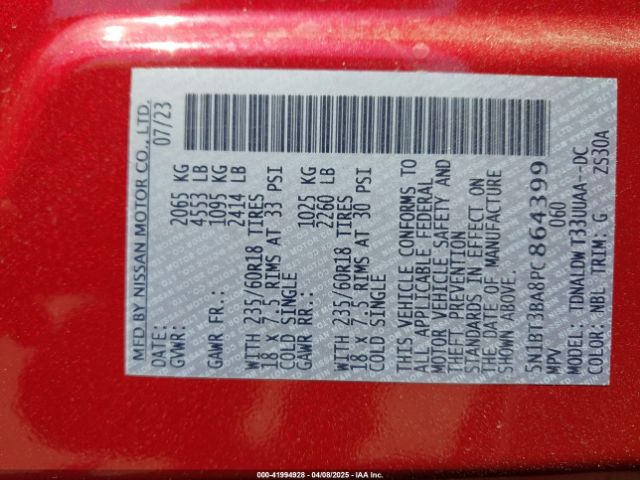 MFD BY NISSAN MOTOR CO., LTD.
DATE: 07/23
GVWR: 2065 KG
4553 LB
GAWR FR.: 1095 KG
2414 LB
WITH 235/60R18 TIRES
18 x 7.5 RIMS AT 33 PSI
COLD SINGLE
GAWR RR.: 1025 KG
2260 LB
WITH 235/60R18 TIRES
18 x 7.5 RIMS AT 30 PSI
COLD SINGLE
THIS VEHICLE CONFORMS TO
ALL APPLICABLE FEDERAL
MOTOR VEHICLE SAFETY AND
THEFT PREVENTION
STANDARDS IN EFFECT ON
THE DATE OF MANUFACTURE
SHOWN ABOVE.
5N1BT3BA8PC864399
MPV 060
MODEL: TDNALDWT33UUAA--DC
COLOR: NBL TRIM: G ZS30A
000-41994928 04/08/2025 - IAA Inc.